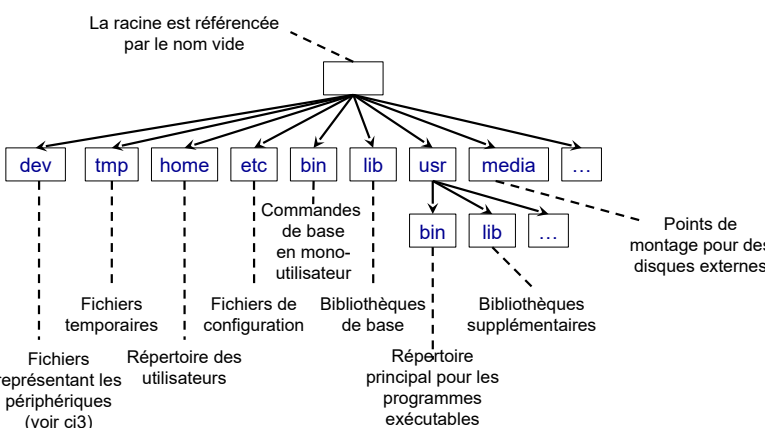 La racine est référencée
par le nom vide
dev
tmp
home
etc
bin
lib
usr
media
...
Commandes
de base
en mono-
utilisateur
bin
lib
...
Points de
montage pour des
disques externes
Fichiers
temporaires
Fichiers de
configuration
Bibliothèques
de base
Bibliothèques
supplémentaires
Fichiers
représentant les
périphériques
(voir ci3)
Répertoire des
utilisateurs
Répertoire
principal pour les
programmes
exécutables